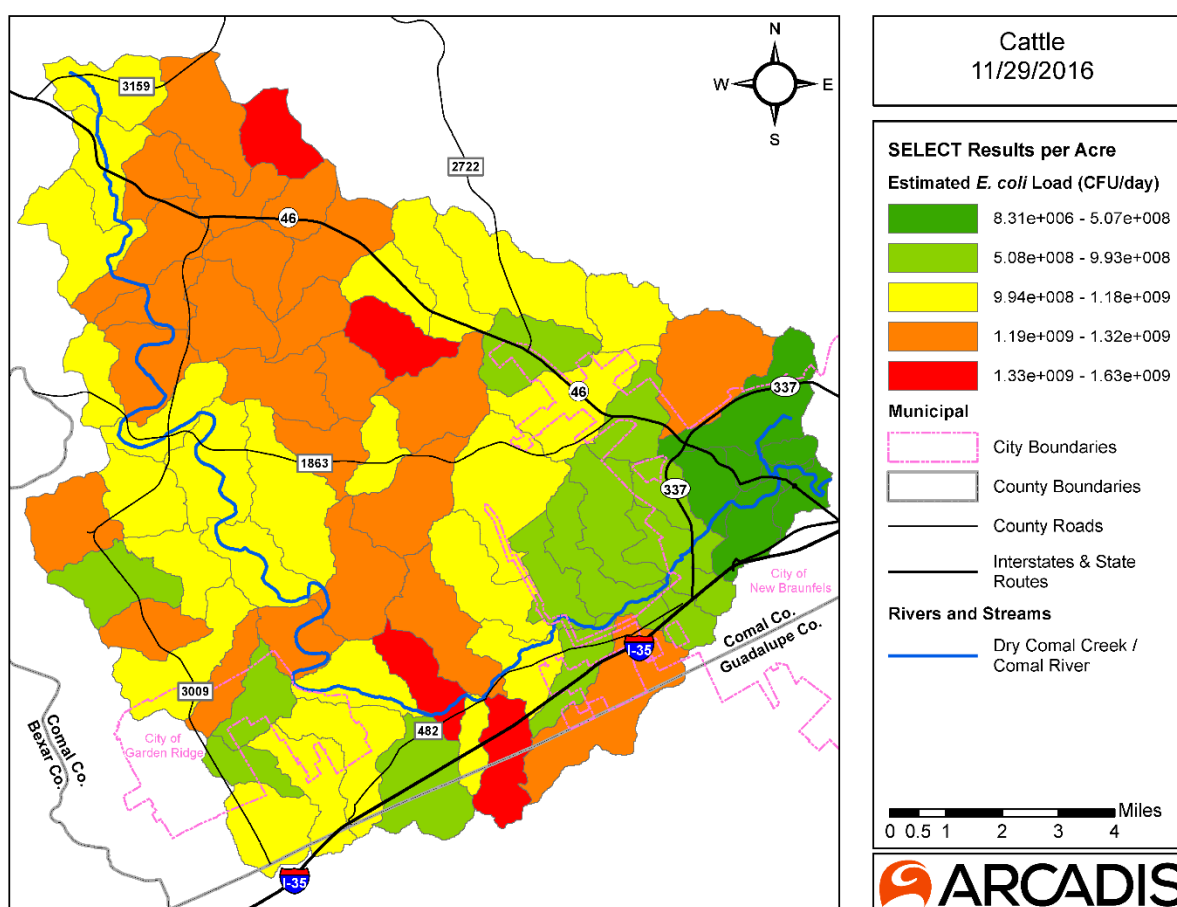 Cattle
11/29/2016
N
W
E
S
3159
2722
46
337
46
1863
337
City of
New Braunfels
Comal Co.
Guadalupe Co.
I-35
3009
482
City of
Garden Ridge
Comal Co.
Bexar Co.
I-35
SELECT Results per Acre
Estimated E. coli Load (CFU/day)
8.31e+006 - 5.07e+008
5.08e+008 - 9.93e+008
9.94e+008 - 1.18e+009
1.19e+009 - 1.32e+009
1.33e+009 - 1.63e+009
Municipal
City Boundaries
County Boundaries
County Roads
Interstates & State
Routes
Rivers and Streams
Dry Comal Creek /
Comal River
Miles
0 0.5 1 2 3 4
ARCADIS